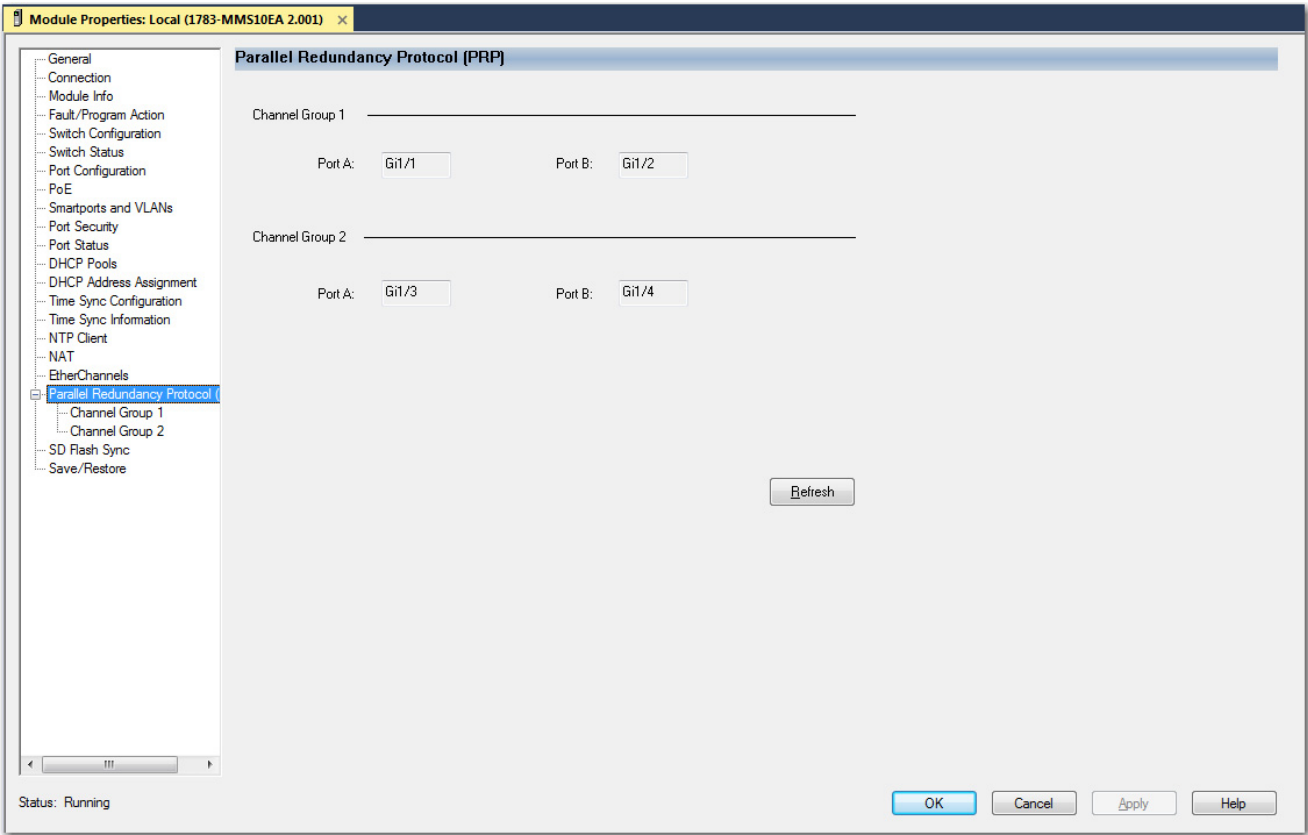 Module Properties: Local (1783-MMS10EA 2.001) ×
General
Connection
Module Info
Fault/Program Action
Switch Configuration
Switch Status
Port Configuration
PoE
Smartports and VLANs
Port Security
Port Status
DHCP Pools
DHCP Address Assignment
Time Sync Configuration
Time Sync Information
NTP Client
NAT
EtherChannels
Parallel Redundancy Protocol (
Channel Group 1
Channel Group 2
SD Flash Sync
Save/Restore
Parallel Redundancy Protocol (PRP)
Channel Group 1
Port A: Gi1/1 Port B: Gi1/2
Channel Group 2
Port A: Gi1/3 Port B: Gi1/4
Refresh
Status: Running
OK Cancel Apply Help